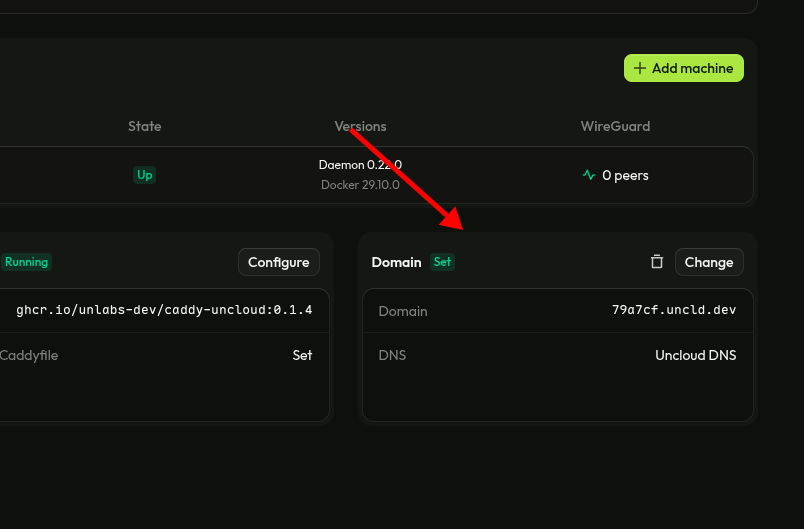 + Add machine
State Versions WireGuard
Up Daemon 0.22.0 0 peers
Docker 29.10.0
Running Configure
ghcr.io/unlabs-dev/caddy-uncloud:0.1.4
Caddyfile Set
Domain Set Change
Domain 79a7cf.uncld.dev
DNS Uncloud DNS